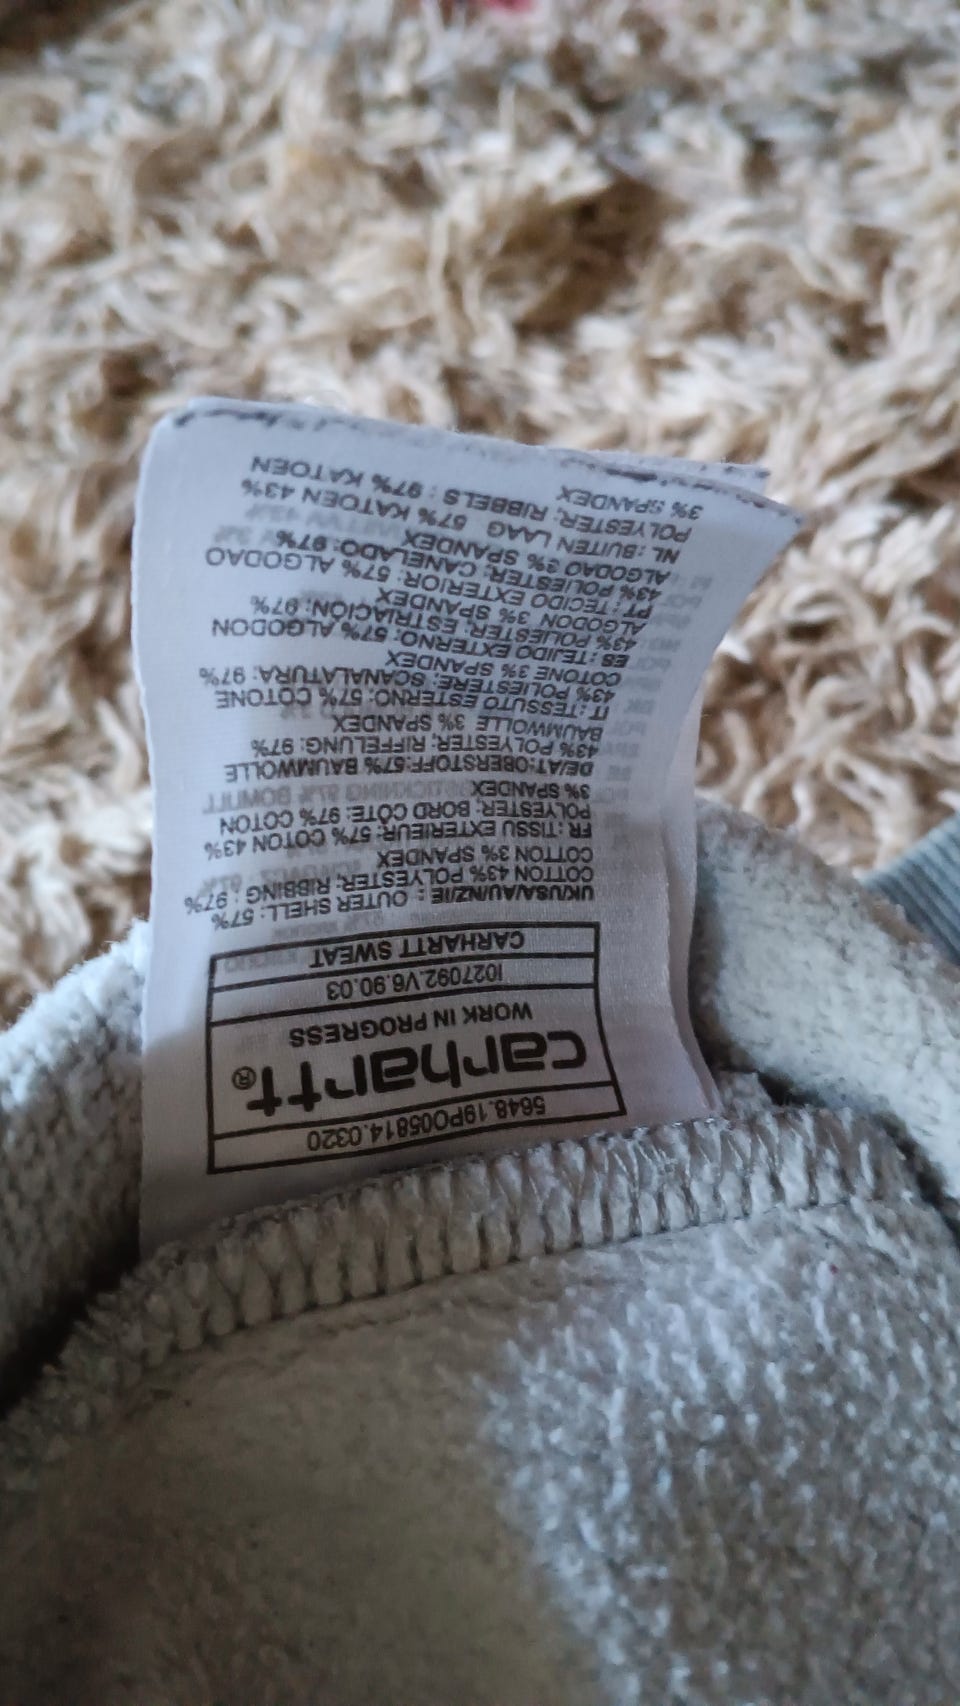 5648.19PO05814.0320
carhartt®
WORK IN PROGRESS
I027092.V6.90.03
CARHARTT SWEAT
UK/USA/AU/NZ/IE : OUTER SHELL: 57%
COTTON 43% POLYESTER, RIBBING : 97%
COTTON 3% SPANDEX
FR :TISSU EXTERIEUR: 57% COTON 43%
POLYESTER; BORD CÔTE: 97% COTON
3% SPANDEX
DE/AT:OBERSTOFF:57% BAUMWOLLE
43% POLYESTER; RIFFELUNG: 97%
BAUMWOLLE 3% SPANDEX
IT :TESSUTO ESTERNO: 57% COTONE
43% POLIESTERE; SCANALATURA: 97%
COTONE 3% SPANDEX
ES :TEJIDO EXTERNO: 57% ALGODON
43% POLIESTER, ESTRIACION: 97%
ALGODON 3% SPANDEX
PT :TECIDO EXTERIOR: 57% ALGODAO
43% POLIESTER; CANELADO: 97%
ALGODAO 3% SPANDEX
NL :BUITEN LAAG 57% KATOEN 43%
POLYESTER; RIBBELS : 97% KATOEN
3% SPANDEX